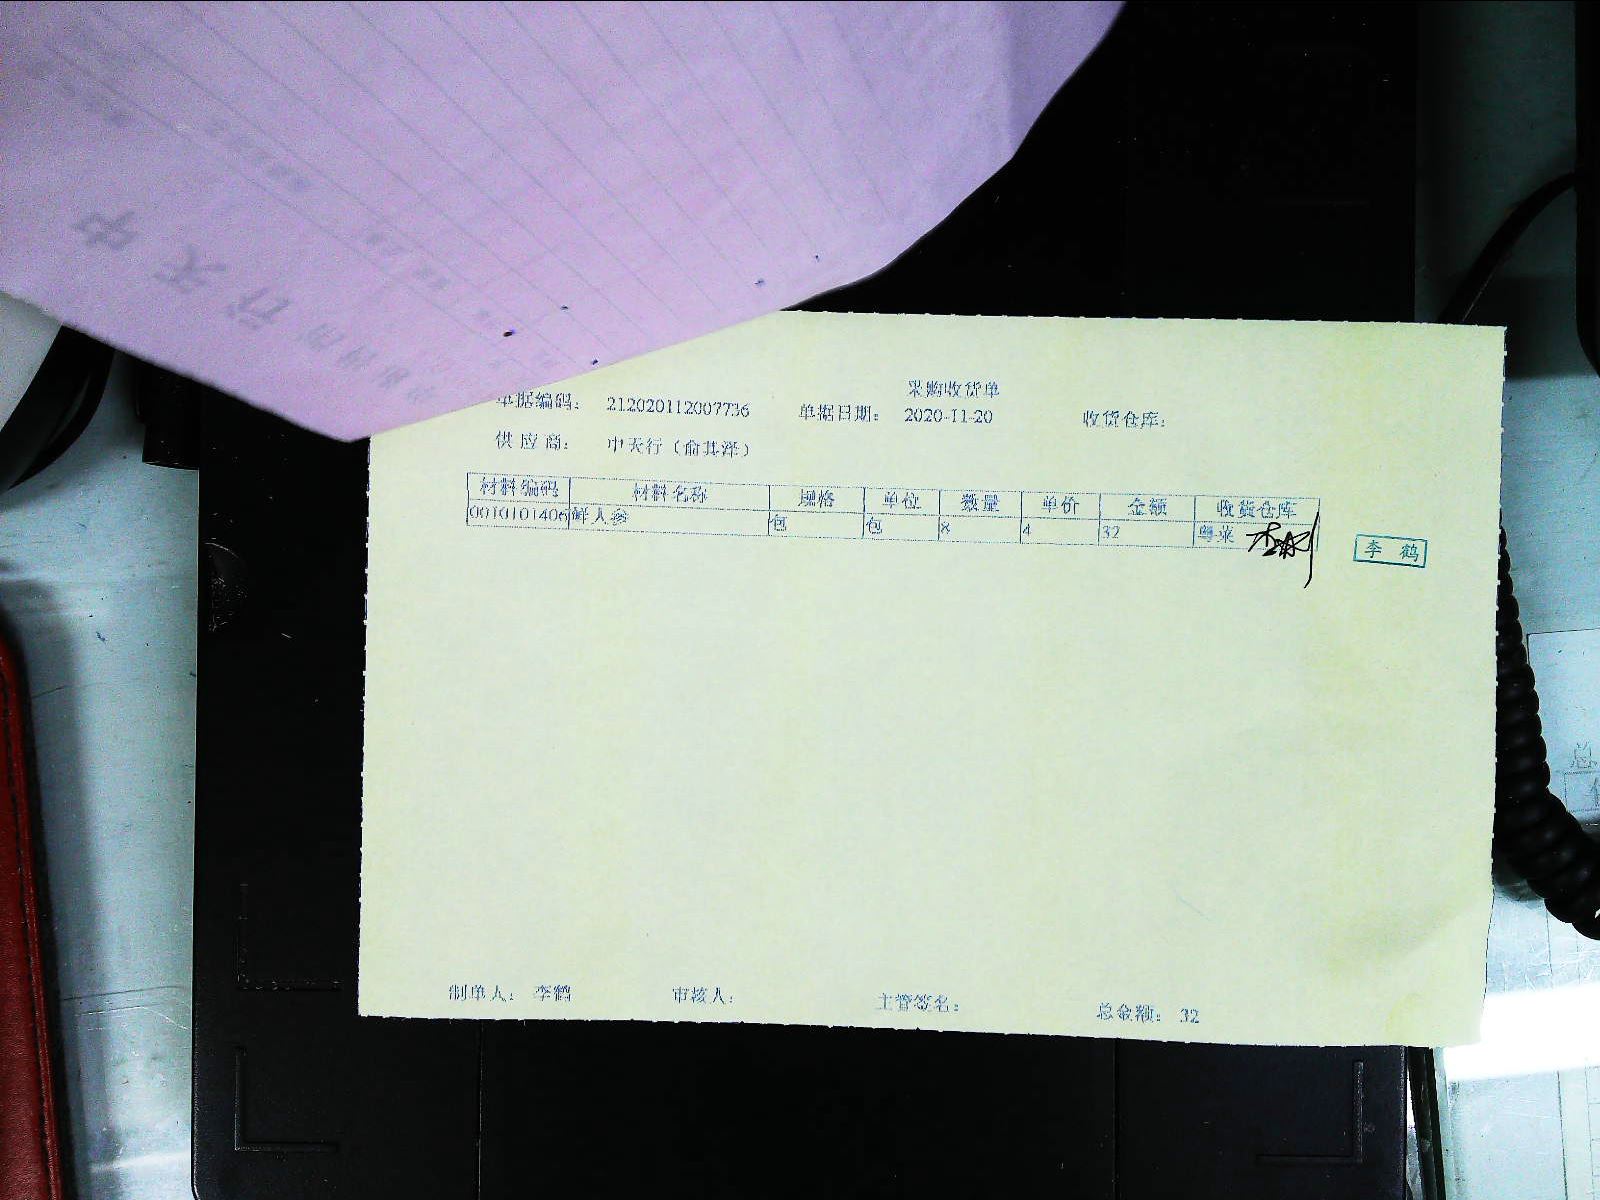 采购收货单
单据编码： 212020112007736 单据日期： 2020-11-20 收货仓库：
供应商： 中天行（俞其泽）
材料编码 材料名称 规格 单位 数量 单价 金额 收货仓库
0010101406 鲜人参 包 包 8 4 32 粤菜
李 鹤
制单人： 李鹤 审核人： 主管签名： 总金额： 32
总